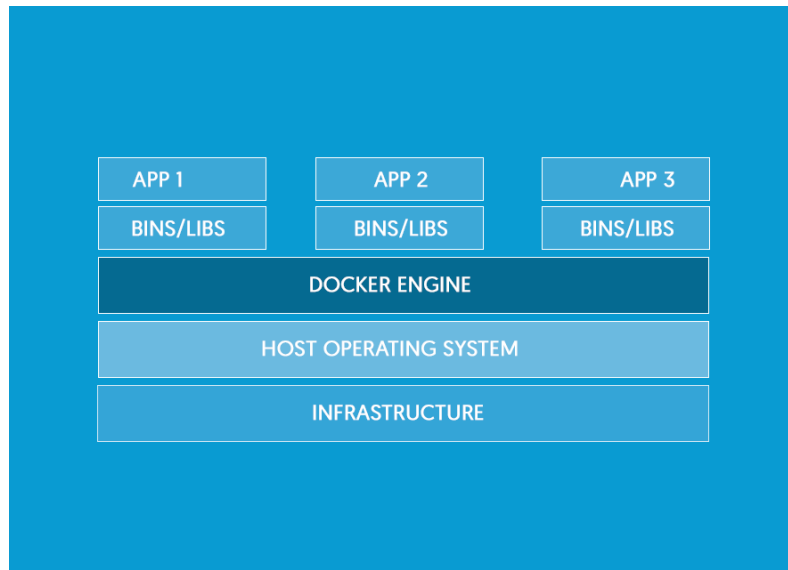 APP 1
APP 2
APP 3
BINS/LIBS
BINS/LIBS
BINS/LIBS
DOCKER ENGINE
HOST OPERATING SYSTEM
INFRASTRUCTURE